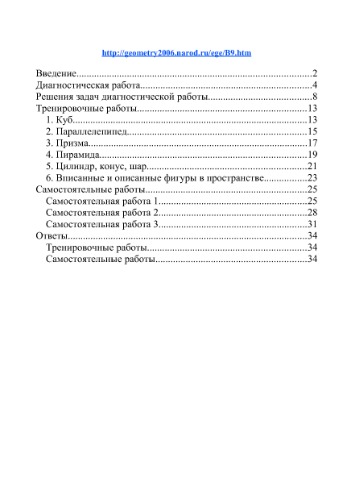 http://geometry2006.narod.ru/ege/B9.htm
Введение.......................................................................................2
Диагностическая работа................................................................4
Решения задач диагностической работы.......................................8
Тренировочные работы................................................................13
1. Куб.......................................................................................13
2. Параллелепипед...................................................................15
3. Призма..................................................................................17
4. Пирамида..............................................................................19
5. Цилиндр, конус, шар............................................................21
6. Вписанные и описанные фигуры в пространстве................23
Самостоятельные работы.............................................................25
Самостоятельная работа 1.......................................................25
Самостоятельная работа 2.......................................................28
Самостоятельная работа 3.......................................................31
Ответы.........................................................................................34
Тренировочные работы............................................................34
Самостоятельные работы.........................................................34